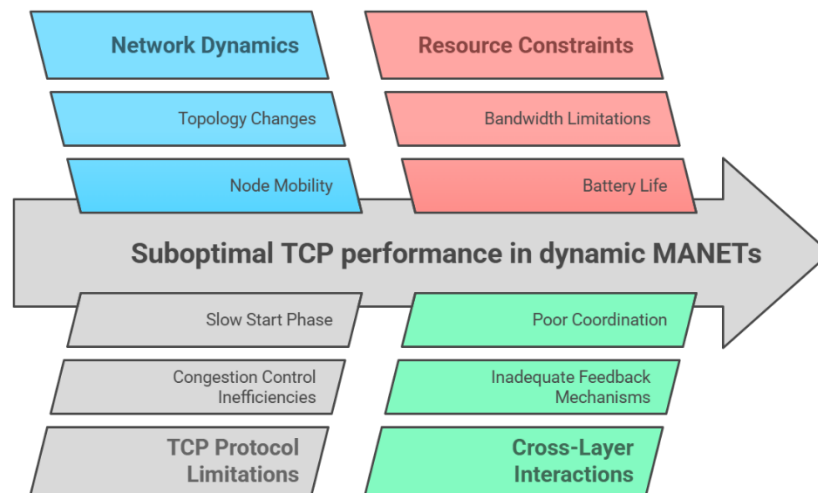 Network Dynamics
Resource Constraints
Topology Changes
Bandwidth Limitations
Node Mobility
Battery Life
Suboptimal TCP performance in dynamic MANETs
Slow Start Phase
Poor Coordination
Congestion Control
Inefficiencies
Inadequate Feedback
Mechanisms
TCP Protocol
Limitations
Cross-Layer
Interactions